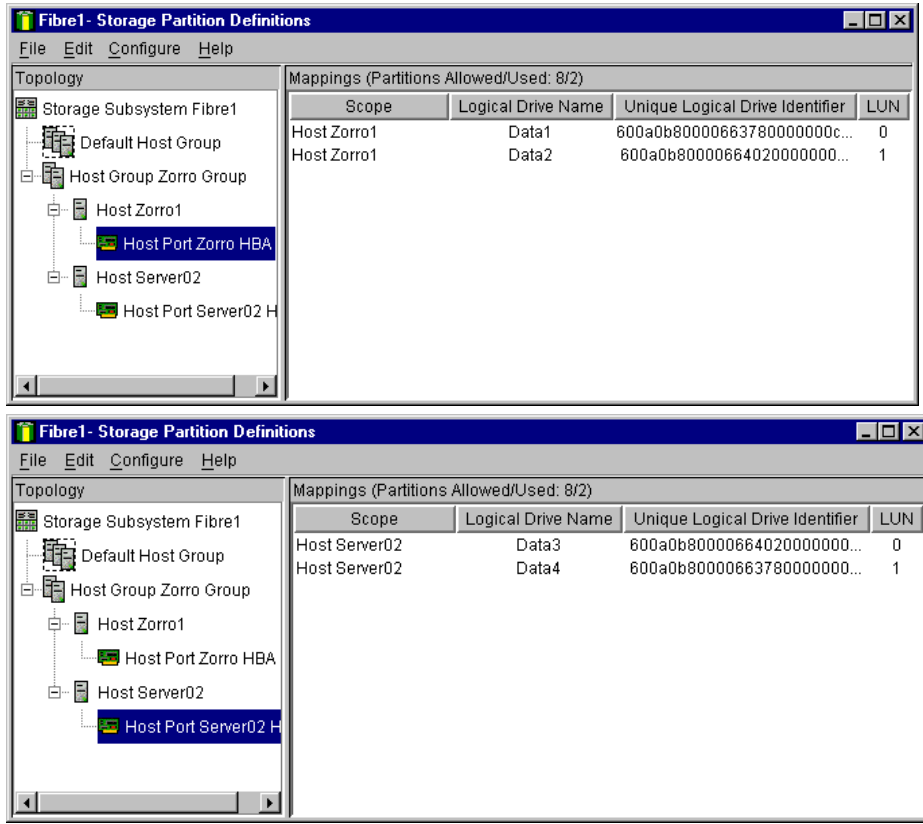 Fibre1- Storage Partition Definitions
File Edit Configure Help
Topology
Mappings (Partitions Allowed/Used: 8/2)
Storage Subsystem Fibre1
Default Host Group
Host Group Zorro Group
Host Zorro1
Host Port Zorro HBA
Host Server02
Host Port Server02 H
Scope Logical Drive Name Unique Logical Drive Identifier LUN
Host Zorro1 Data1 600a0b80000663780000000c... 0
Host Zorro1 Data2 600a0b80000664020000000... 1
Fibre1- Storage Partition Definitions
File Edit Configure Help
Topology
Mappings (Partitions Allowed/Used: 8/2)
Storage Subsystem Fibre1
Default Host Group
Host Group Zorro Group
Host Zorro1
Host Port Zorro HBA
Host Server02
Host Port Server02 H
Scope Logical Drive Name Unique Logical Drive Identifier LUN
Host Server02 Data3 600a0b80000664020000000... 0
Host Server02 Data4 600a0b80000663780000000... 1